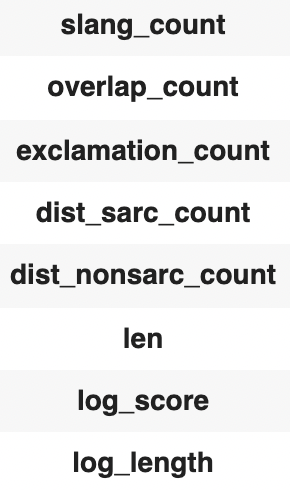 slang_count
overlap_count
exclamation_count
dist_sarc_count
dist_nonsarc_count
len
log_score
log_length